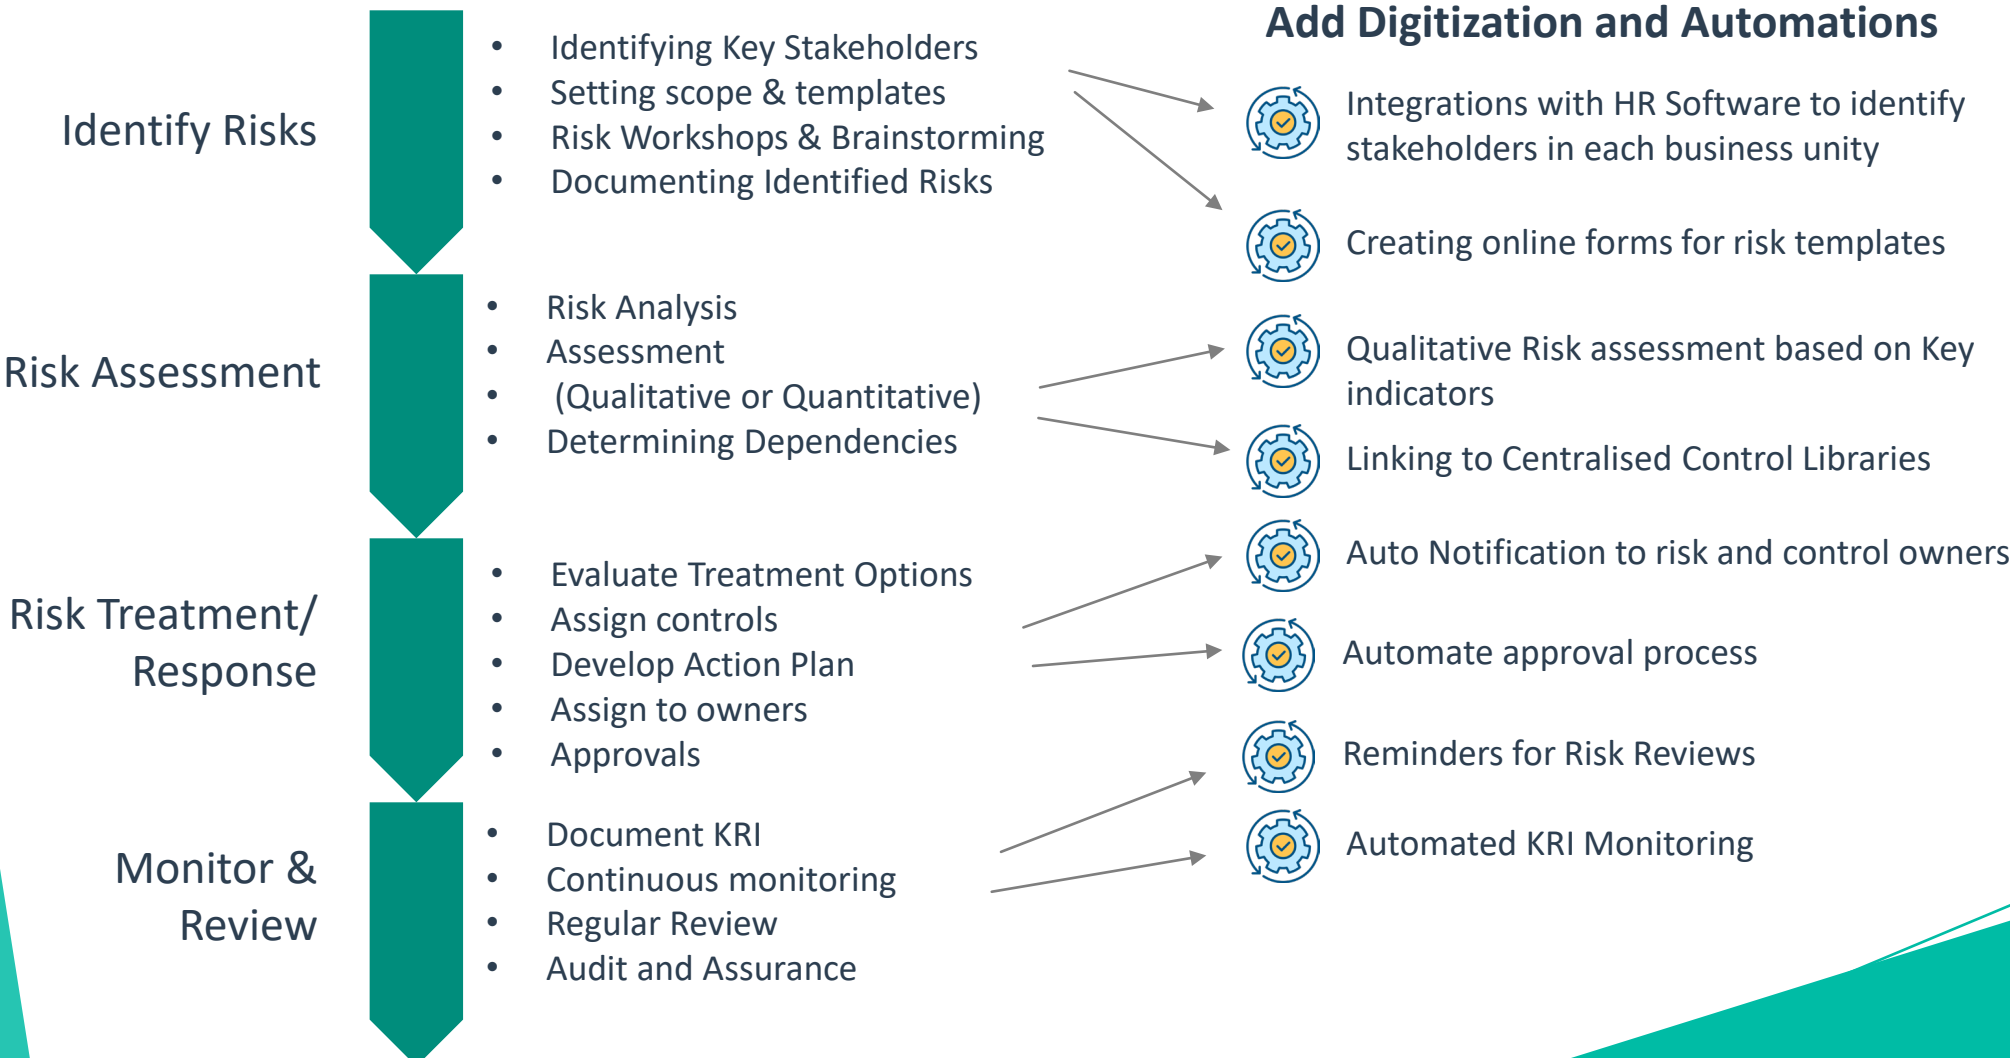 Add Digitization and Automations
Identify Risks
• Identifying Key Stakeholders
• Setting scope & templates
• Risk Workshops & Brainstorming
• Documenting Identified Risks
Integrations with HR Software to identify
stakeholders in each business unity
Creating online forms for risk templates
Risk Assessment
• Risk Analysis
• Assessment
• (Qualitative or Quantitative)
• Determining Dependencies
Qualitative Risk assessment based on Key
indicators
Linking to Centralised Control Libraries
Risk Treatment/
Response
• Evaluate Treatment Options
• Assign controls
• Develop Action Plan
• Assign to owners
• Approvals
Auto Notification to risk and control owners
Automate approval process
Monitor &
Review
• Document KRI
• Continuous monitoring
• Regular Review
• Audit and Assurance
Reminders for Risk Reviews
Automated KRI Monitoring